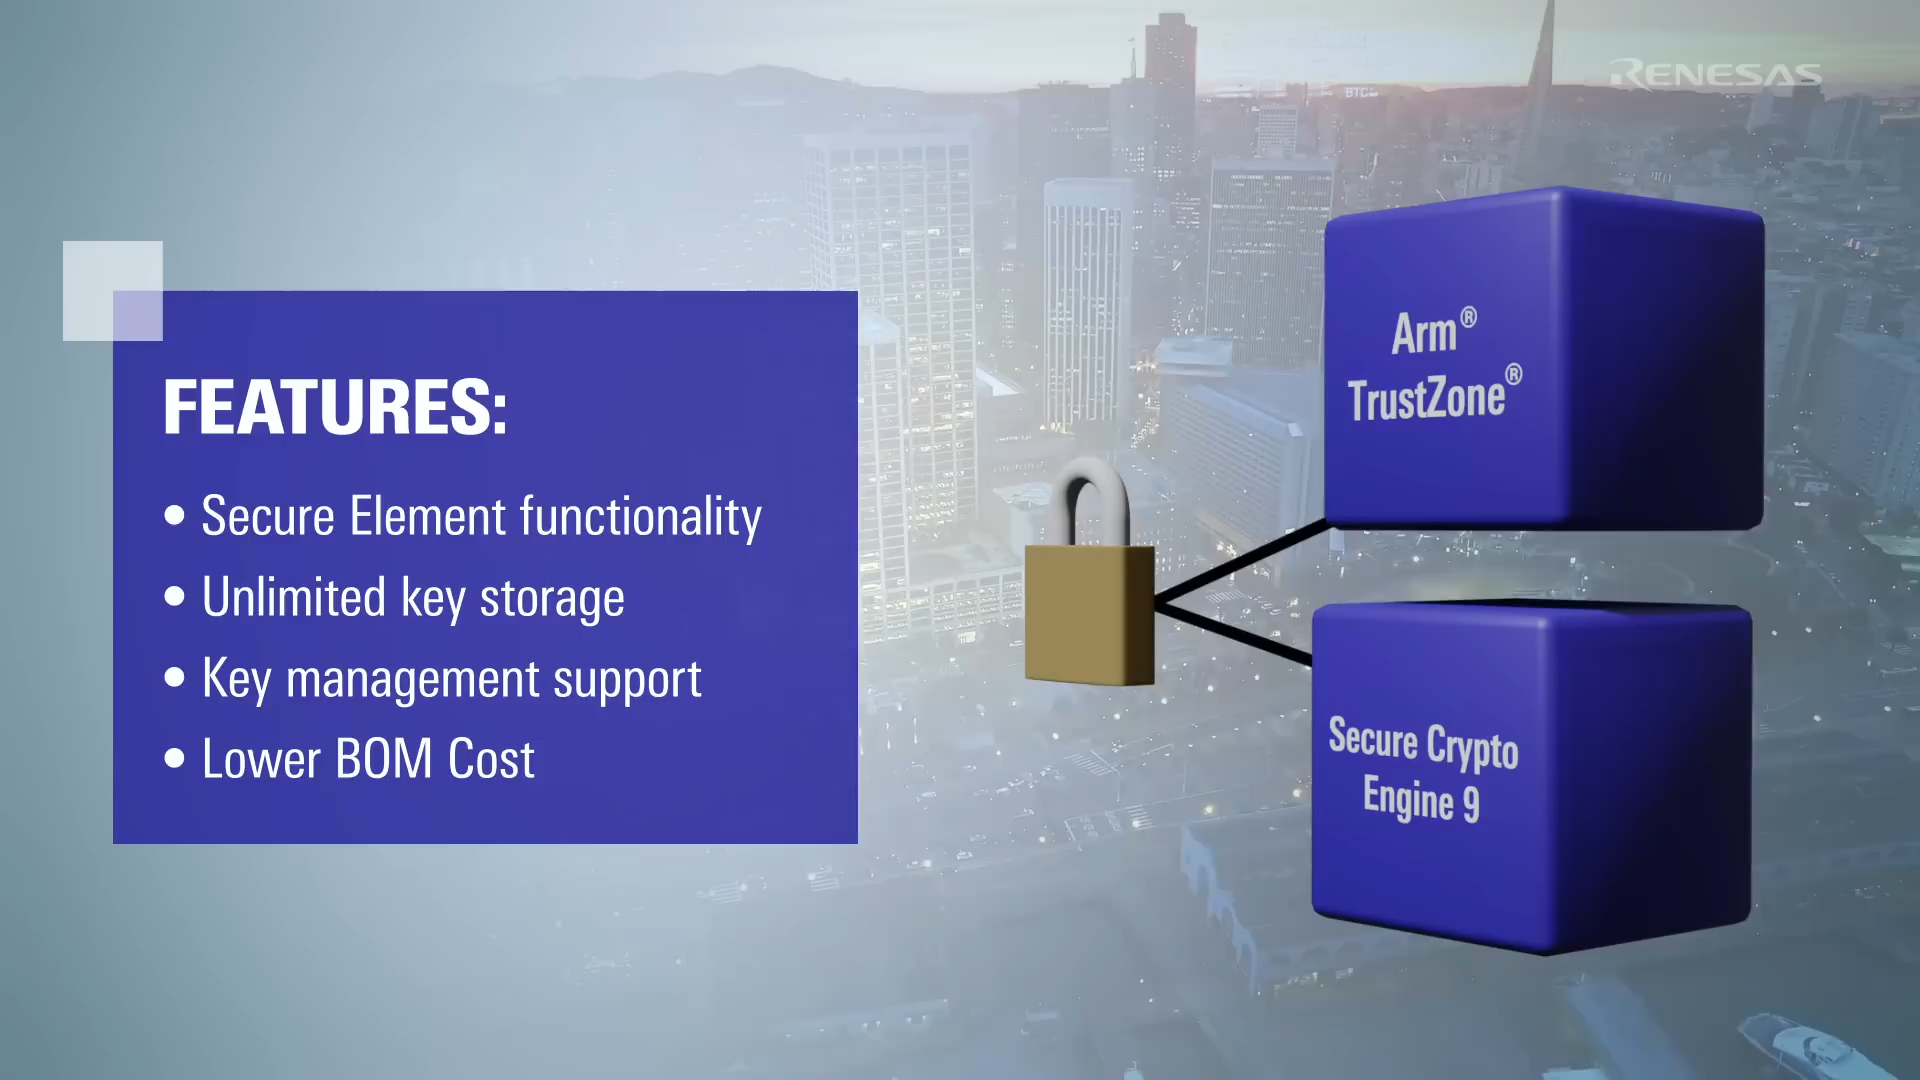 RENESAS
BTC
FEATURES:
• Secure Element functionality
• Unlimited key storage
• Key management support
• Lower BOM Cost
Arm®
TrustZone®
Secure Crypto
Engine 9